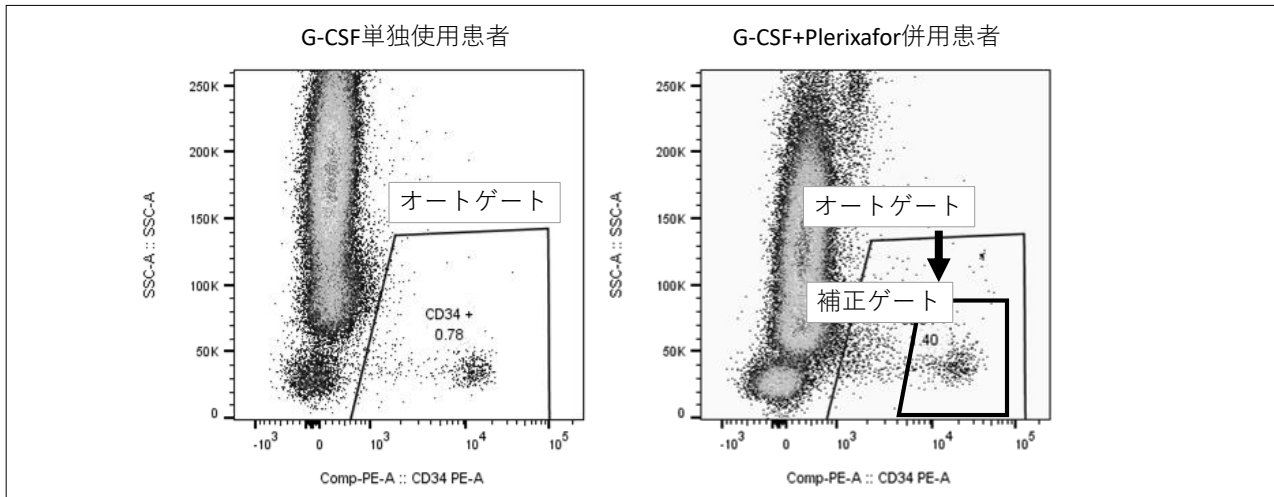 G-CSF単独使用患者
250K
200K
150K
100K
50K
0
SSC-A :: SSC-A
オートゲート
CD34 +
0.78
-10³ 0 10³ 10⁴ 10⁵
Comp-PE-A :: CD34 PE-A
G-CSF+Plerixafor併用患者
250K
200K
150K
100K
50K
0
SSC-A :: SSC-A
オートゲート
補正ゲート
40
-10³ 0 10³ 10⁴ 10⁵
Comp-PE-A :: CD34 PE-A